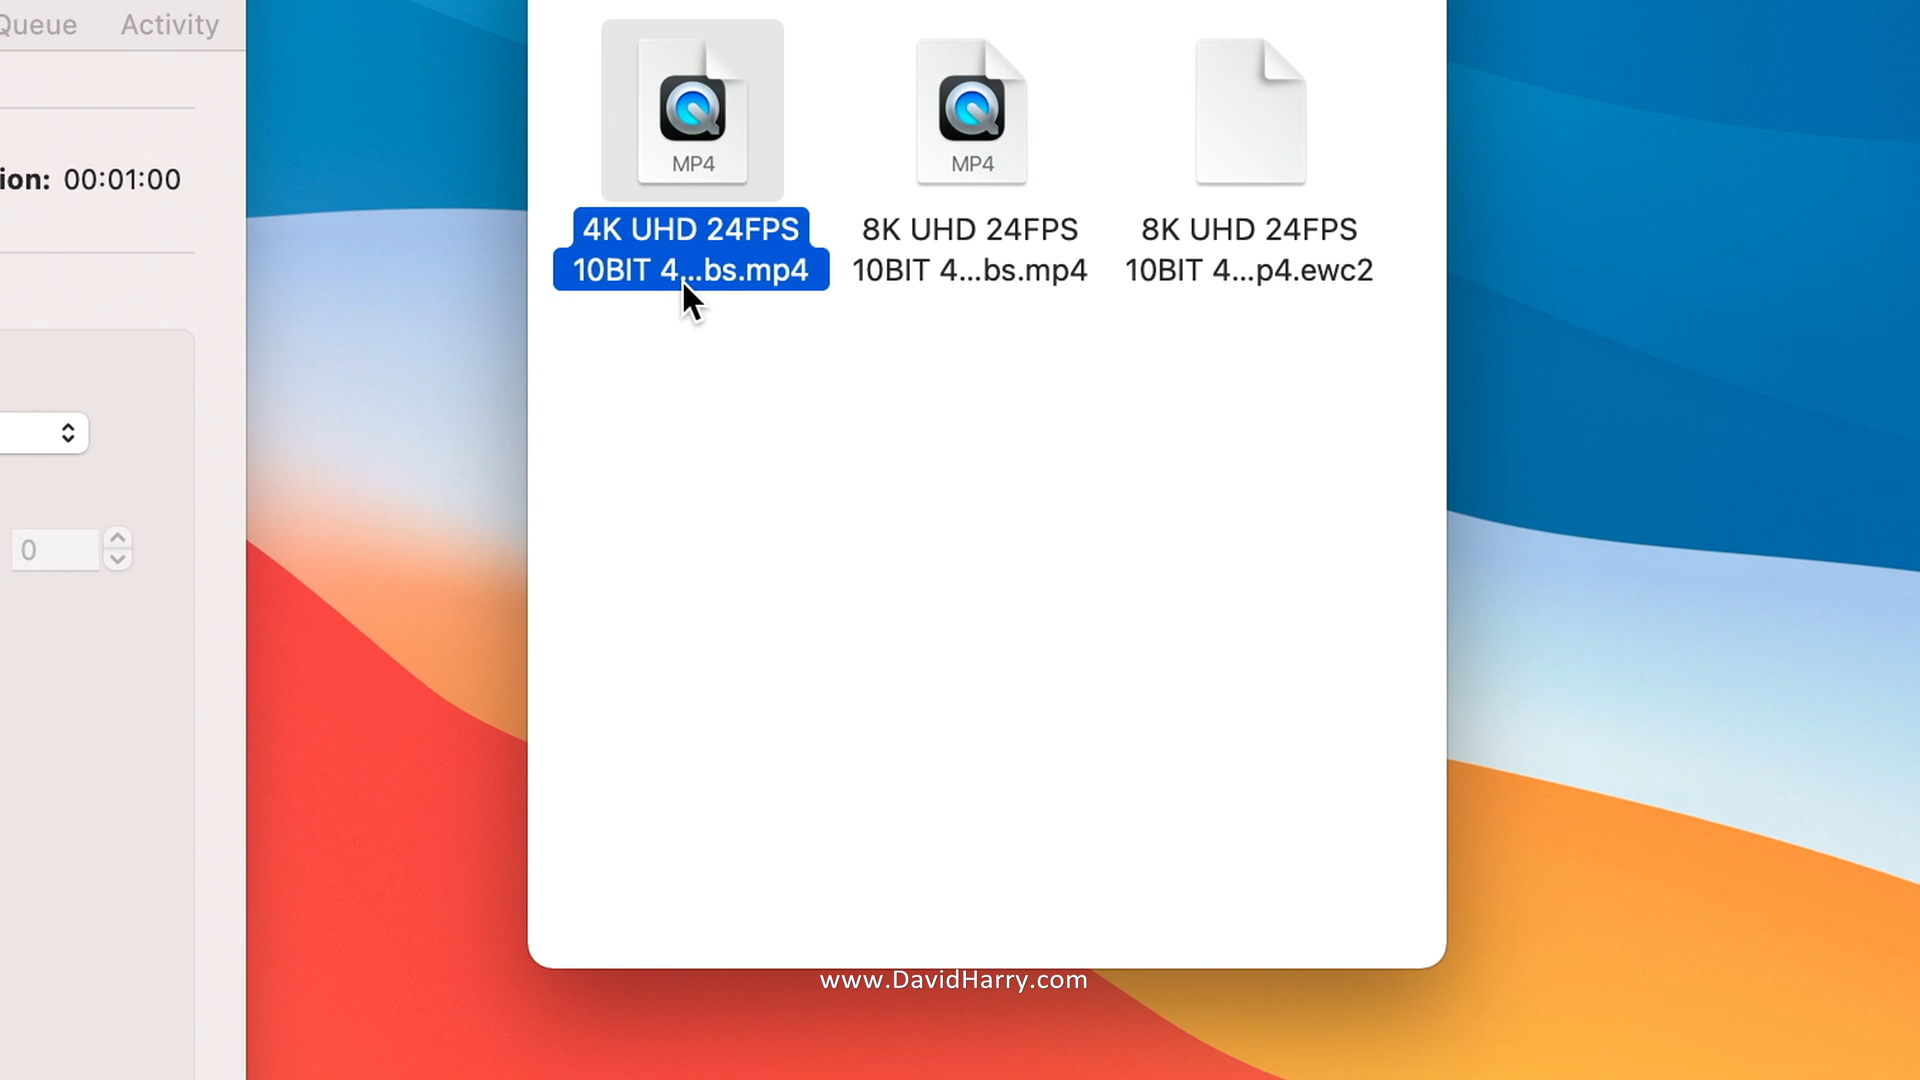 Queue Activity
ion: 00:01:00
0
MP4
4K UHD 24FPS
10BIT 4...bs.mp4
MP4
8K UHD 24FPS
10BIT 4...bs.mp4
8K UHD 24FPS
10BIT 4...p4.ewc2
www.DavidHarry.com